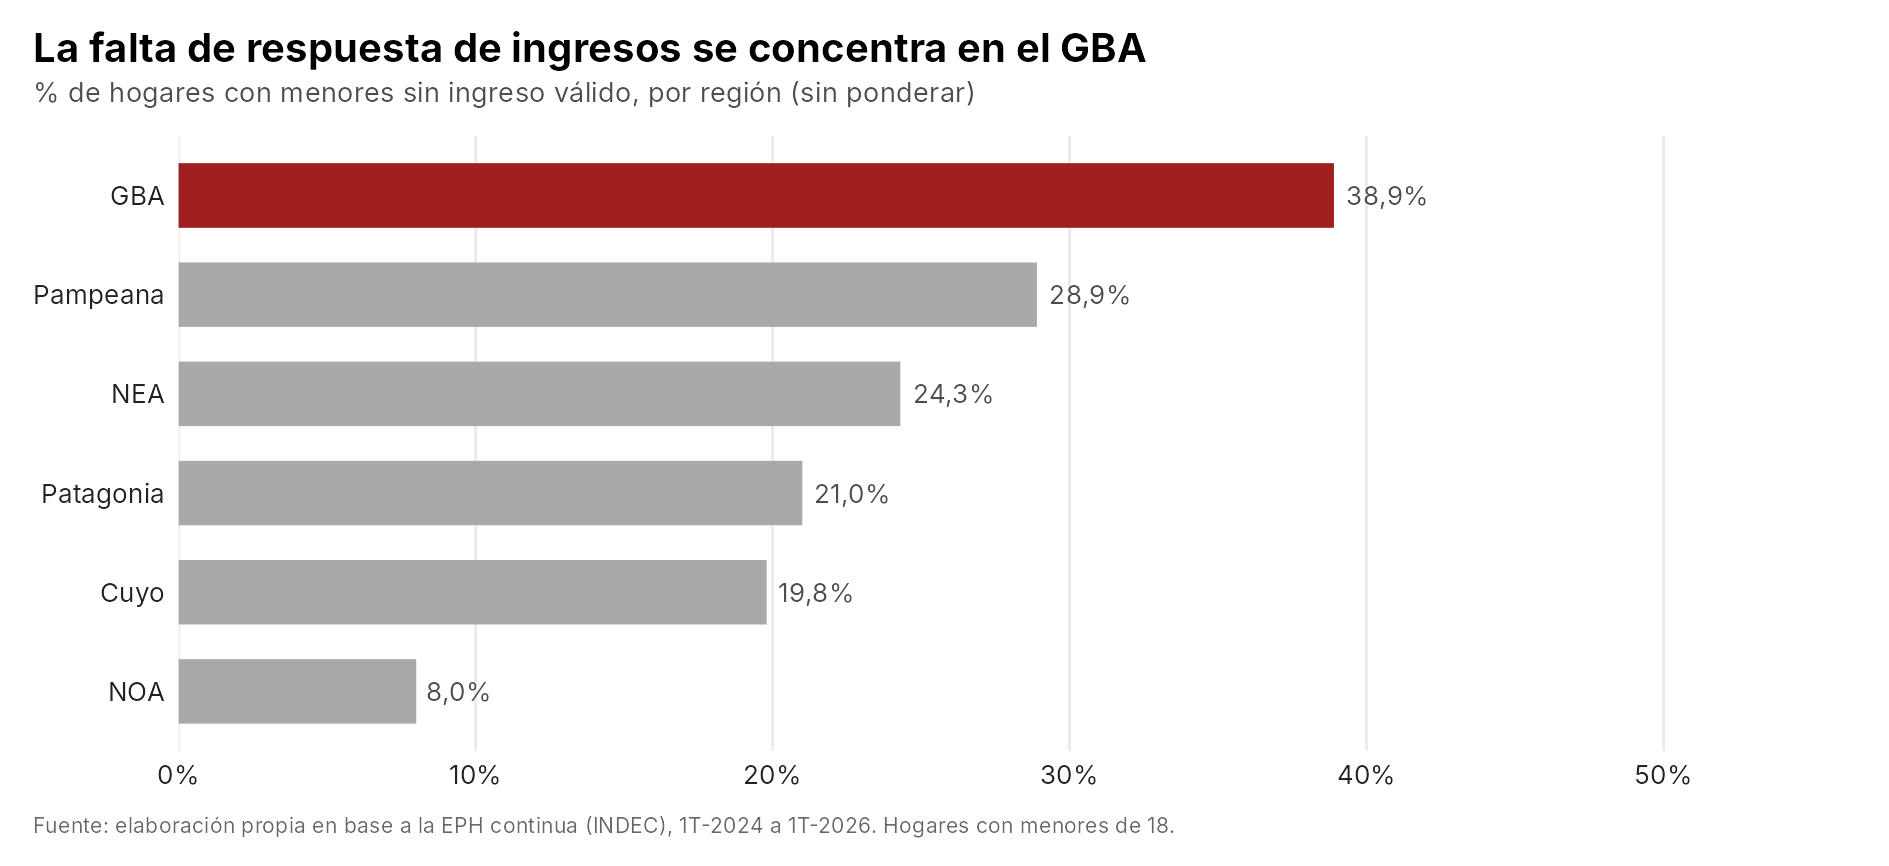 La falta de respuesta de ingresos se concentra en el GBA
% de hogares con menores sin ingreso válido, por región (sin ponderar)
GBA 38,9%
Pampeana 28,9%
NEA 24,3%
Patagonia 21,0%
Cuyo 19,8%
NOA 8,0%
0% 10% 20% 30% 40% 50%
Fuente: elaboración propia en base a la EPH continua (INDEC), 1T-2024 a 1T-2026. Hogares con menores de 18.